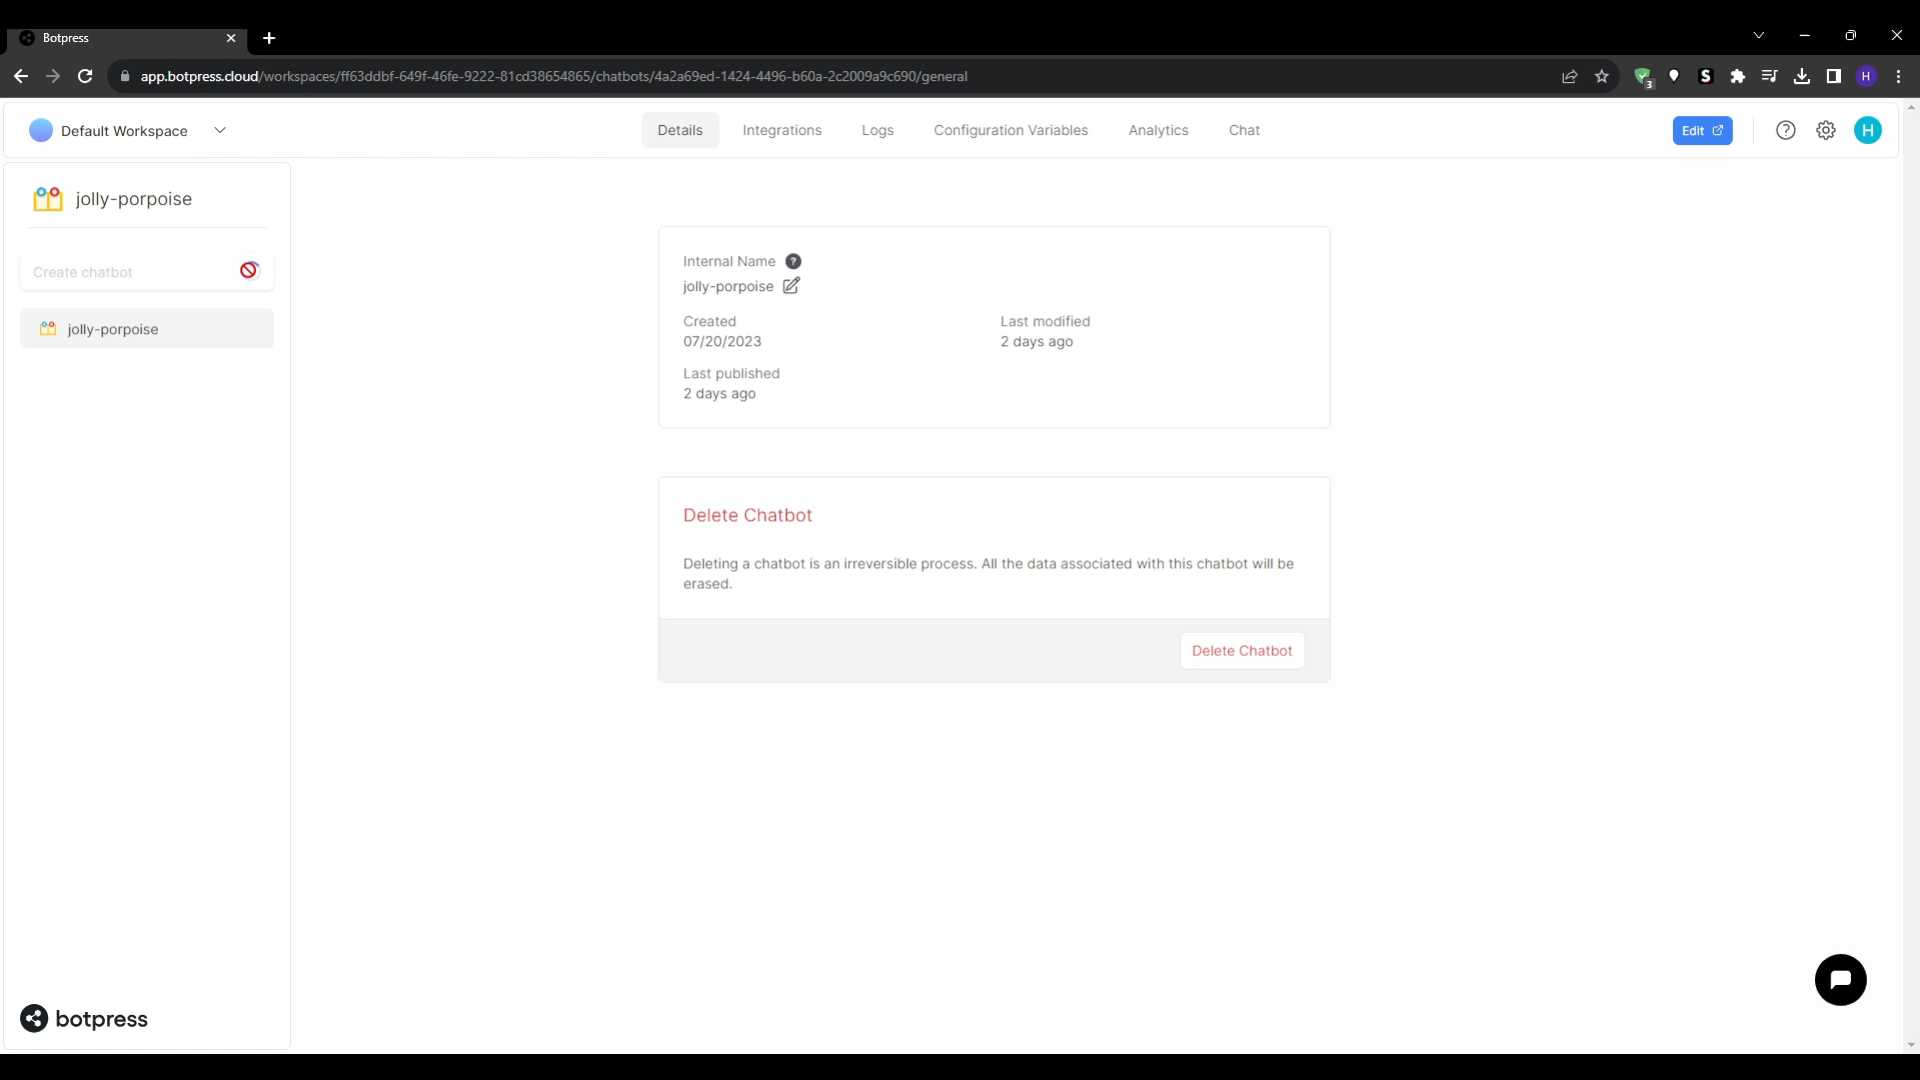 Botpress
app.botpress.cloud/workspaces/ff63ddbf-649f-46fe-9222-81cd38654865/chatbots/4a2a69ed-1424-4496-b60a-2c2009a9c690/general
3
S
H
Default Workspace
Details
Integrations
Logs
Configuration Variables
Analytics
Chat
Edit
?
H
jolly-porpoise
Create chatbot
jolly-porpoise
Internal Name ?
jolly-porpoise
Created
Last modified
07/20/2023
2 days ago
Last published
2 days ago
Delete Chatbot
Deleting a chatbot is an irreversible process. All the data associated with this chatbot will be
erased.
Delete Chatbot
botpress